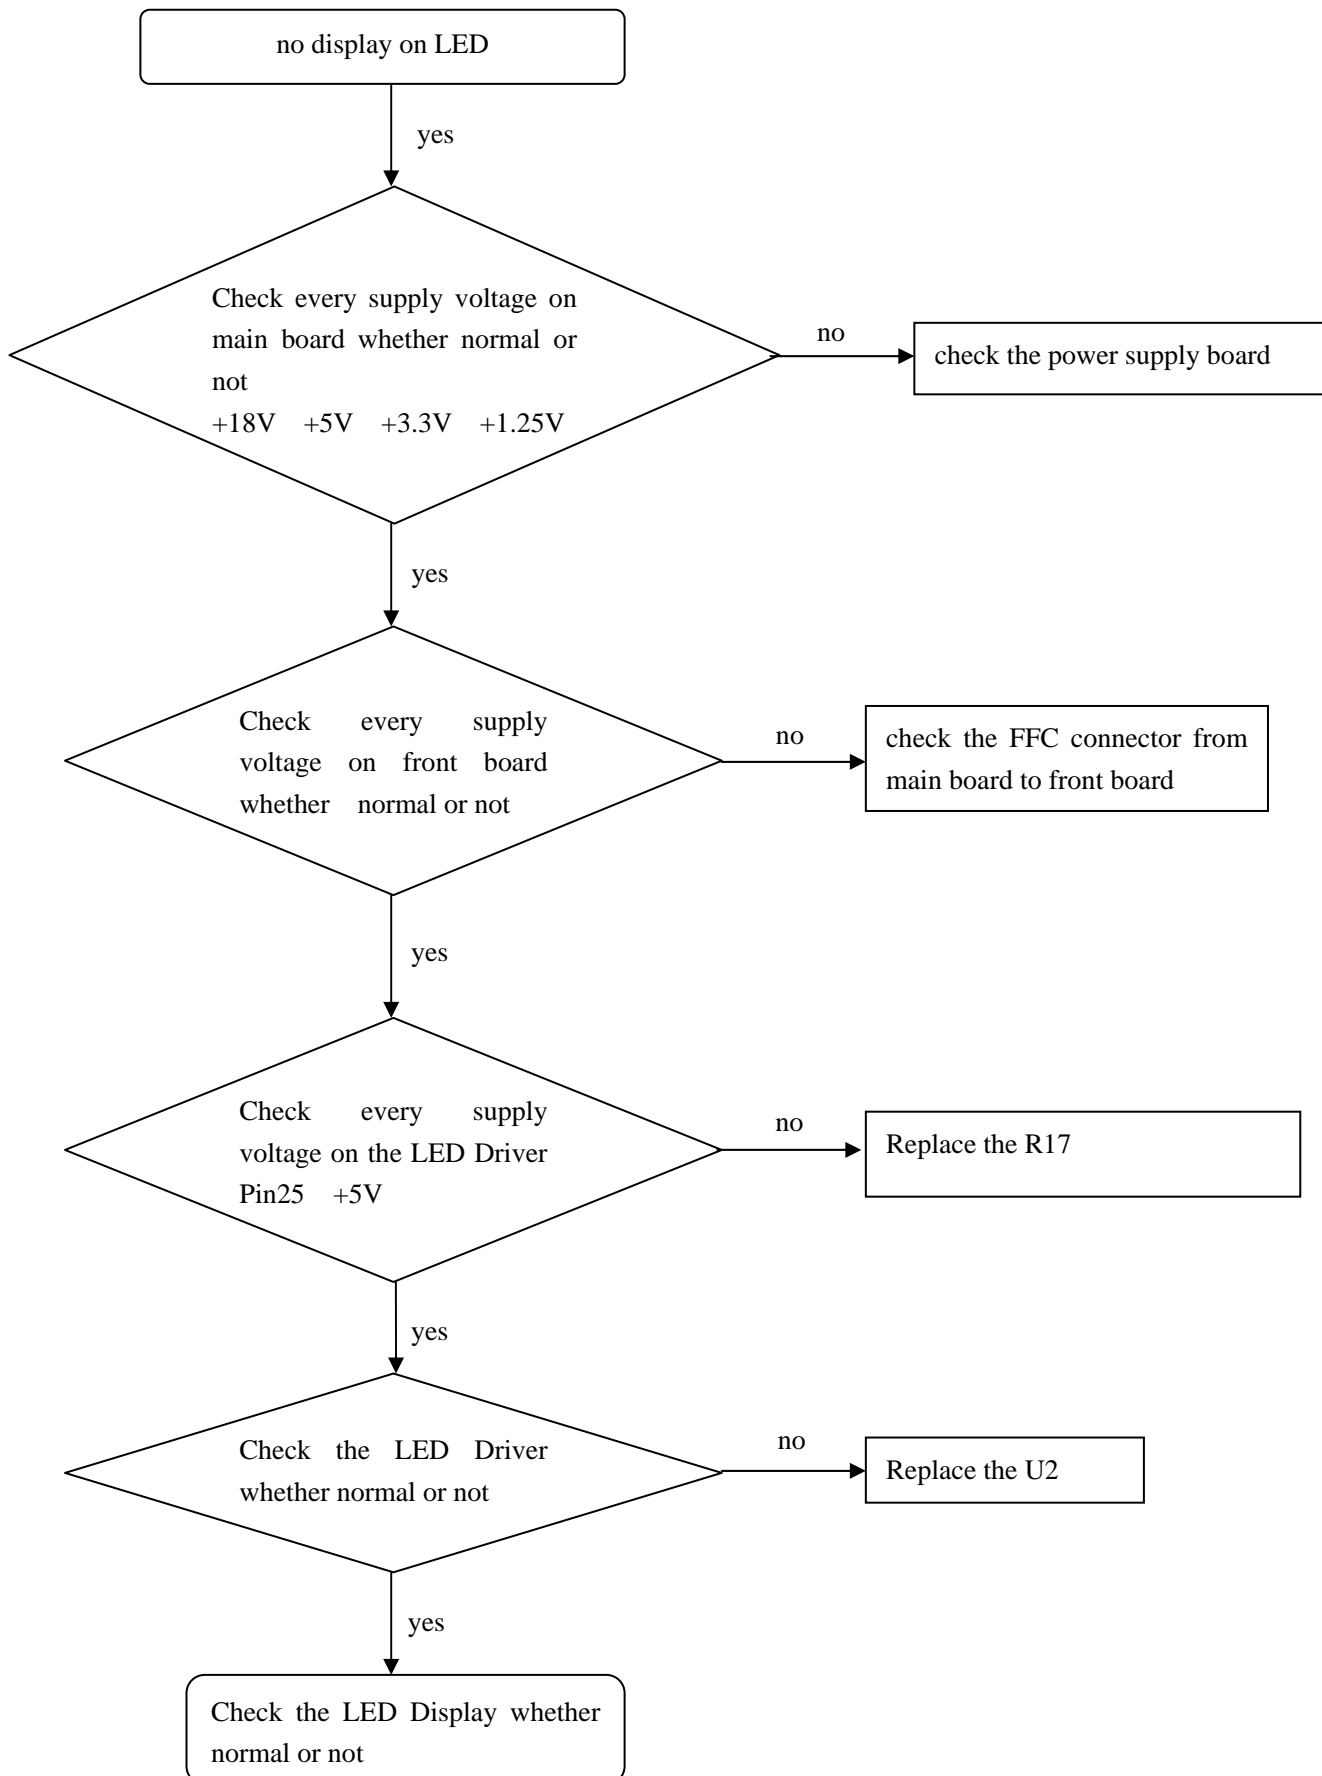 no display on LED
yes
Check every supply voltage on
main board whether normal or
not
+18V +5V +3.3V +1.25V
no
check the power supply board
yes
Check every supply
voltage on front board
whether normal or not
no
check the FFC connector from
main board to front board
yes
Check every supply
voltage on the LED Driver
Pin25 +5V
no
Replace the R17
yes
Check the LED Driver
whether normal or not
no
Replace the U2
yes
Check the LED Display whether
normal or not